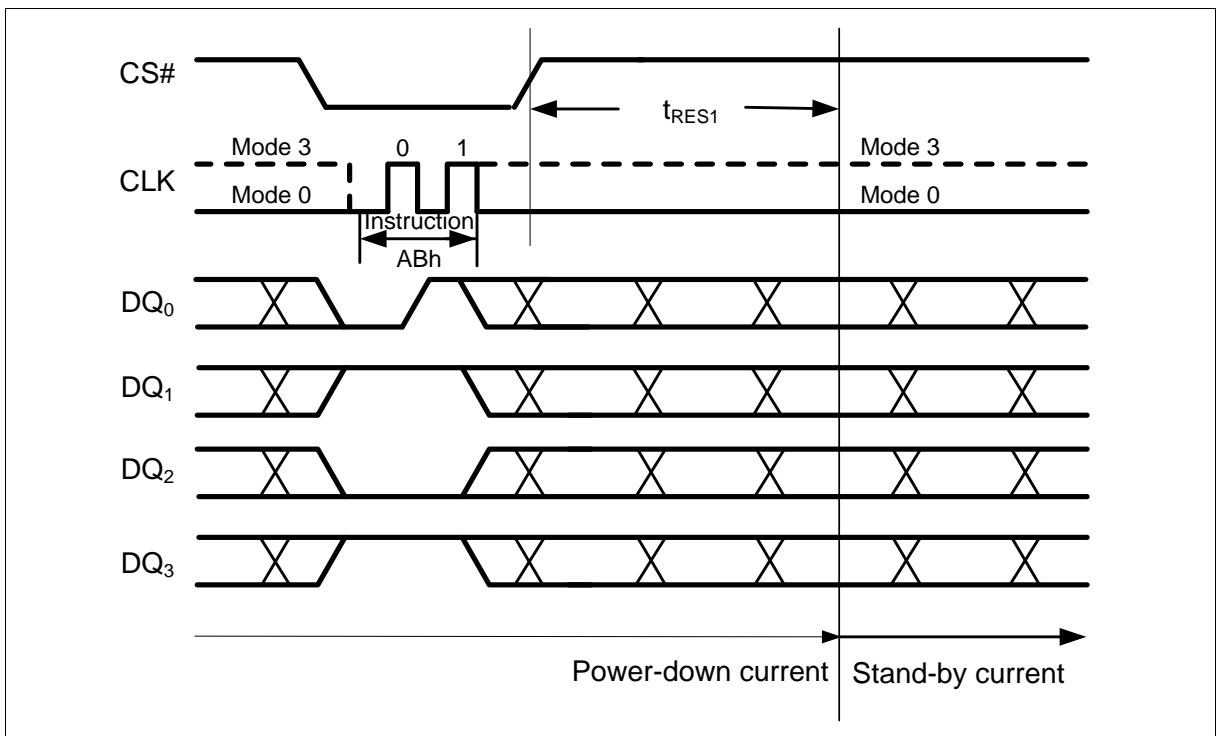 CS#
tRES1
Mode 3 0 1 Mode 3
CLK
Mode 0 Mode 0
Instruction
ABh
DQ0
DQ1
DQ2
DQ3
Power-down current Stand-by current